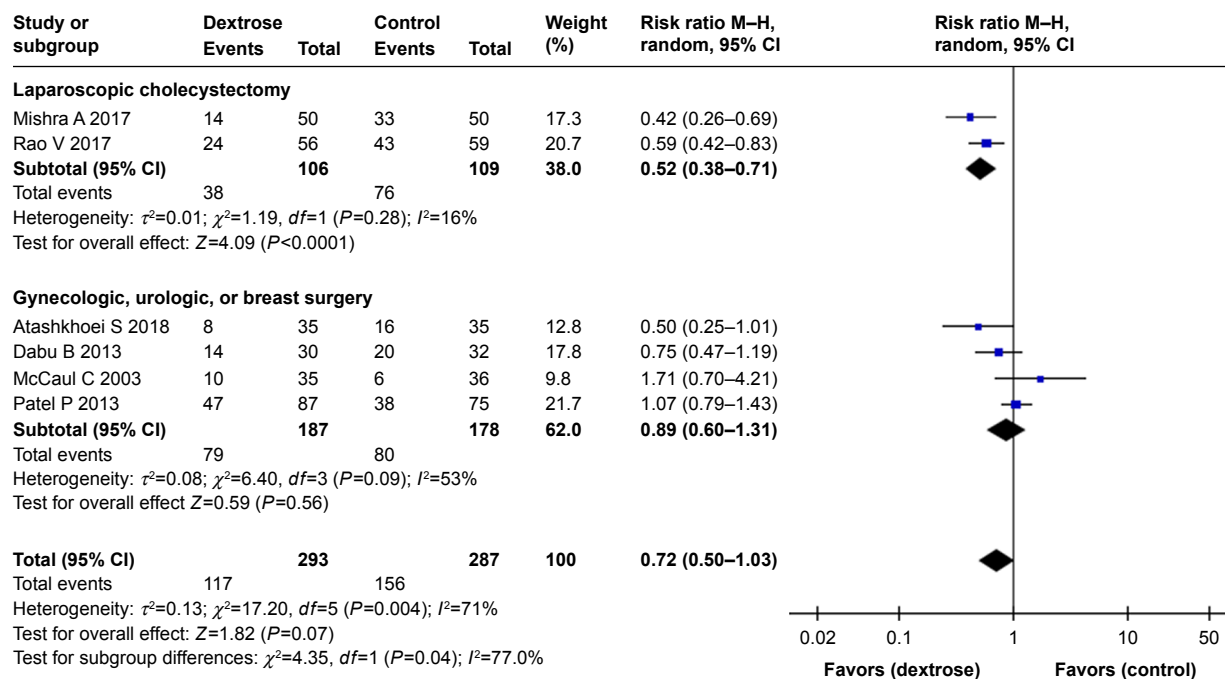 Study or subgroup Dextrose Events Total Control Events Total Weight (%) Risk ratio M–H, random, 95% CI Risk ratio M–H, random, 95% CI
Laparoscopic cholecystectomy
Mishra A 2017 14 50 33 50 17.3 0.42 (0.26–0.69)
Rao V 2017 24 56 43 59 20.7 0.59 (0.42–0.83)
Subtotal (95% CI) 106 109 38.0 0.52 (0.38–0.71)
Total events 38 76
Heterogeneity: τ²=0.01; χ²=1.19, df=1 (P=0.28); I²=16%
Test for overall effect: Z=4.09 (P<0.0001)
Gynecologic, urologic, or breast surgery
Atashkhoei S 2018 8 35 16 35 12.8 0.50 (0.25–1.01)
Dabu B 2013 14 30 20 32 17.8 0.75 (0.47–1.19)
McCaul C 2003 10 35 6 36 9.8 1.71 (0.70–4.21)
Patel P 2013 47 87 38 75 21.7 1.07 (0.79–1.43)
Subtotal (95% CI) 187 178 62.0 0.89 (0.60–1.31)
Total events 79 80
Heterogeneity: τ²=0.08; χ²=6.40, df=3 (P=0.09); I²=53%
Test for overall effect Z=0.59 (P=0.56)
Total (95% CI) 293 287 100 0.72 (0.50–1.03)
Total events 117 156
Heterogeneity: τ²=0.13; χ²=17.20, df=5 (P=0.004); I²=71%
Test for overall effect: Z=1.82 (P=0.07)
Test for subgroup differences: χ²=4.35, df=1 (P=0.04); I²=77.0%
0.02 0.1 1 10 50
Favors (dextrose) Favors (control)